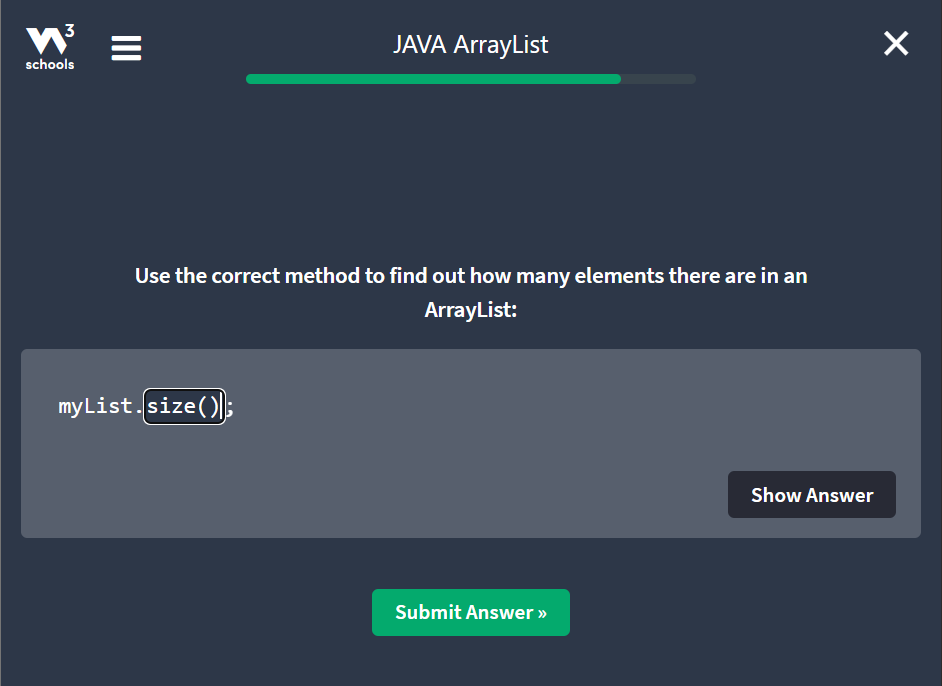 3
schools
JAVA ArrayList
Use the correct method to find out how many elements there are in an
ArrayList:
myList.size();
Show Answer
Submit Answer »